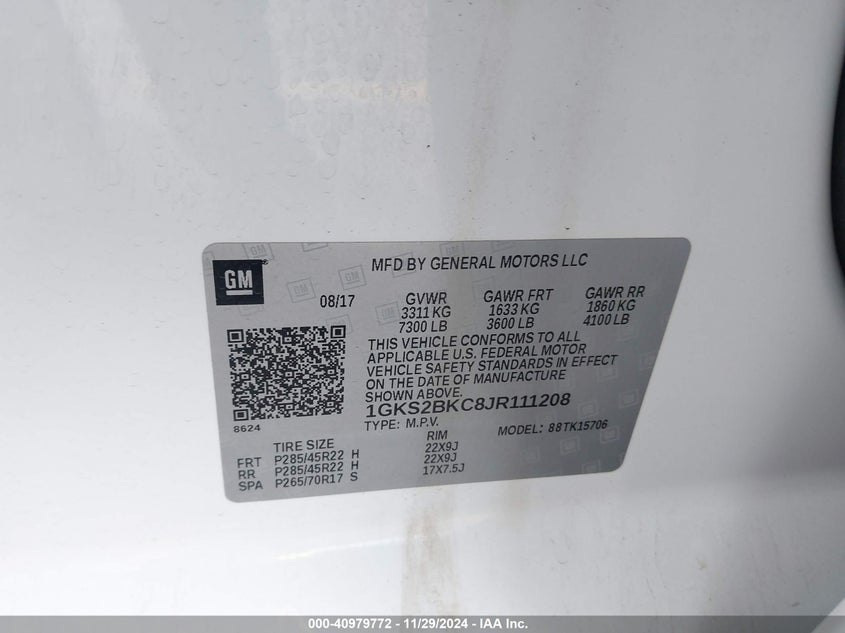 GM
MFD BY GENERAL MOTORS LLC
08/17
GVWR GAWR FRT GAWR RR
3311 KG 1633 KG 1860 KG
7300 LB 3600 LB 4100 LB
THIS VEHICLE CONFORMS TO ALL
APPLICABLE U.S. FEDERAL MOTOR
VEHICLE SAFETY STANDARDS IN EFFECT
ON THE DATE OF MANUFACTURE
SHOWN ABOVE.
1GKS2BKC8JR111208
8624
TYPE: M.P.V. MODEL: 88TK15706
TIRE SIZE RIM
FRT P285/45R22 H 22X9J
RR P285/45R22 H 22X9J
SPA P265/70R17 S 17X7.5J
000-40979772 - 11/29/2024 - IAA Inc.